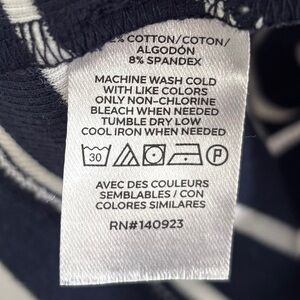 % COTTON/COTON/
ALGODÓN
8% SPANDEX
MACHINE WASH COLD
WITH LIKE COLORS
ONLY NON-CHLORINE
BLEACH WHEN NEEDED
TUMBLE DRY LOW
COOL IRON WHEN NEEDED
30 P
AVEC DES COULEURS
SEMBLABLES / CON
COLORES SIMILARES
RN#140923